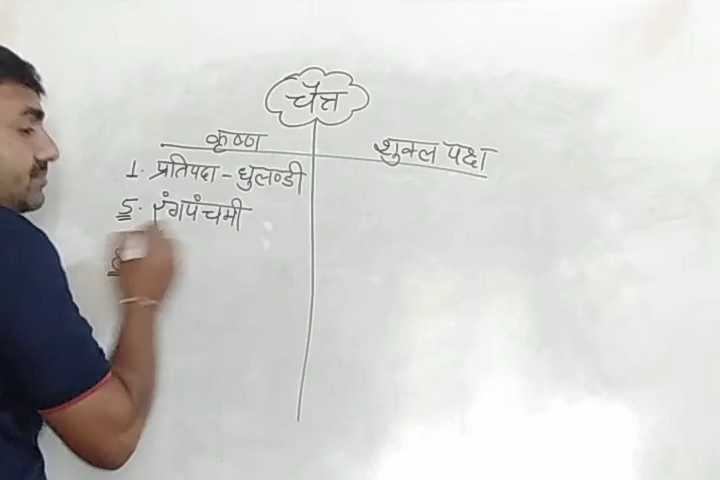 चैत्र
कृष्ण
शुक्ल पक्ष
1. प्रतिपदा - धुलण्डी
5. रंगपंचमी